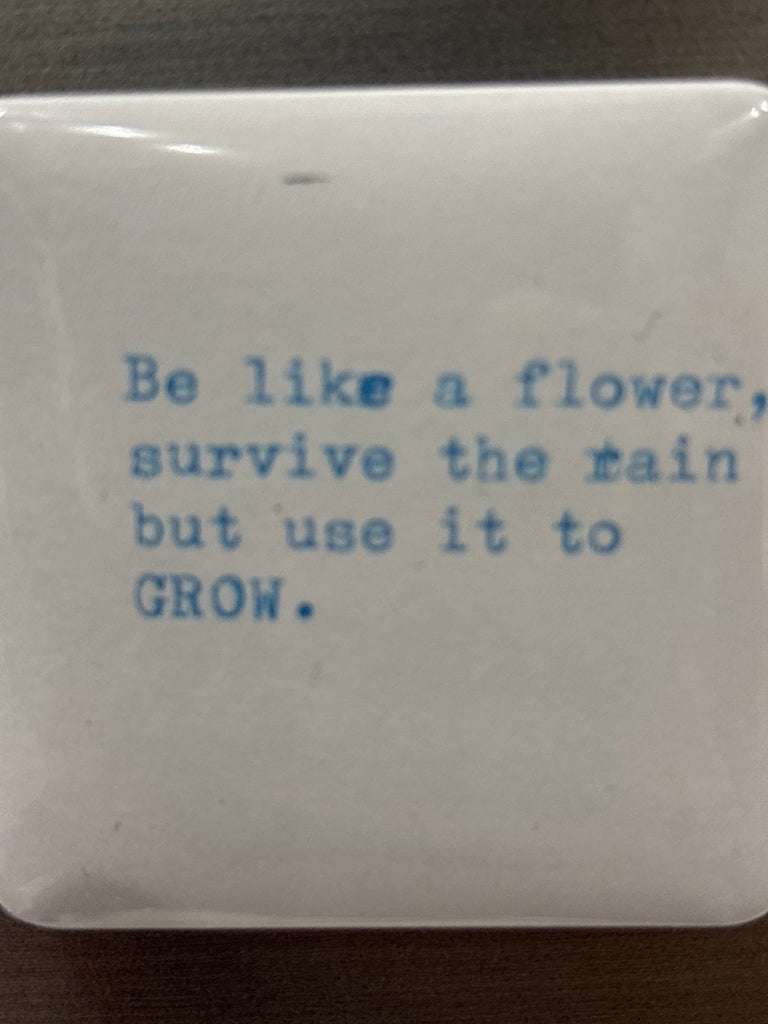 Be like a flower,
survive the rain
but use it to
GROW.